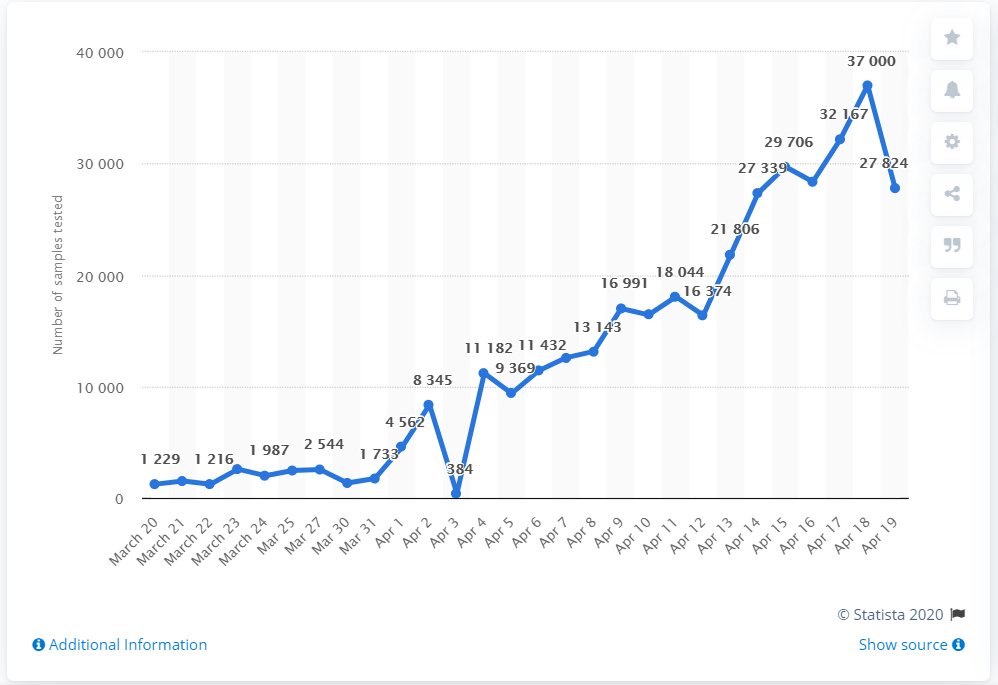 40 000
30 000
20 000
10 000
0
Number of samples tested
1 229
1 216
1 987
2 544
1 733
4 562
8 345
384
11 182
9 369
11 432
13 143
16 991
18 044
16 374
21 806
27 339
29 706
32 167
37 000
27 824
March 20
March 21
March 22
March 23
March 24
Mar 25
Mar 27
Mar 30
Mar 31
Apr 1
Apr 2
Apr 3
Apr 4
Apr 5
Apr 6
Apr 7
Apr 8
Apr 9
Apr 10
Apr 11
Apr 12
Apr 13
Apr 14
Apr 15
Apr 16
Apr 17
Apr 18
Apr 19
© Statista 2020
Additional Information
Show source